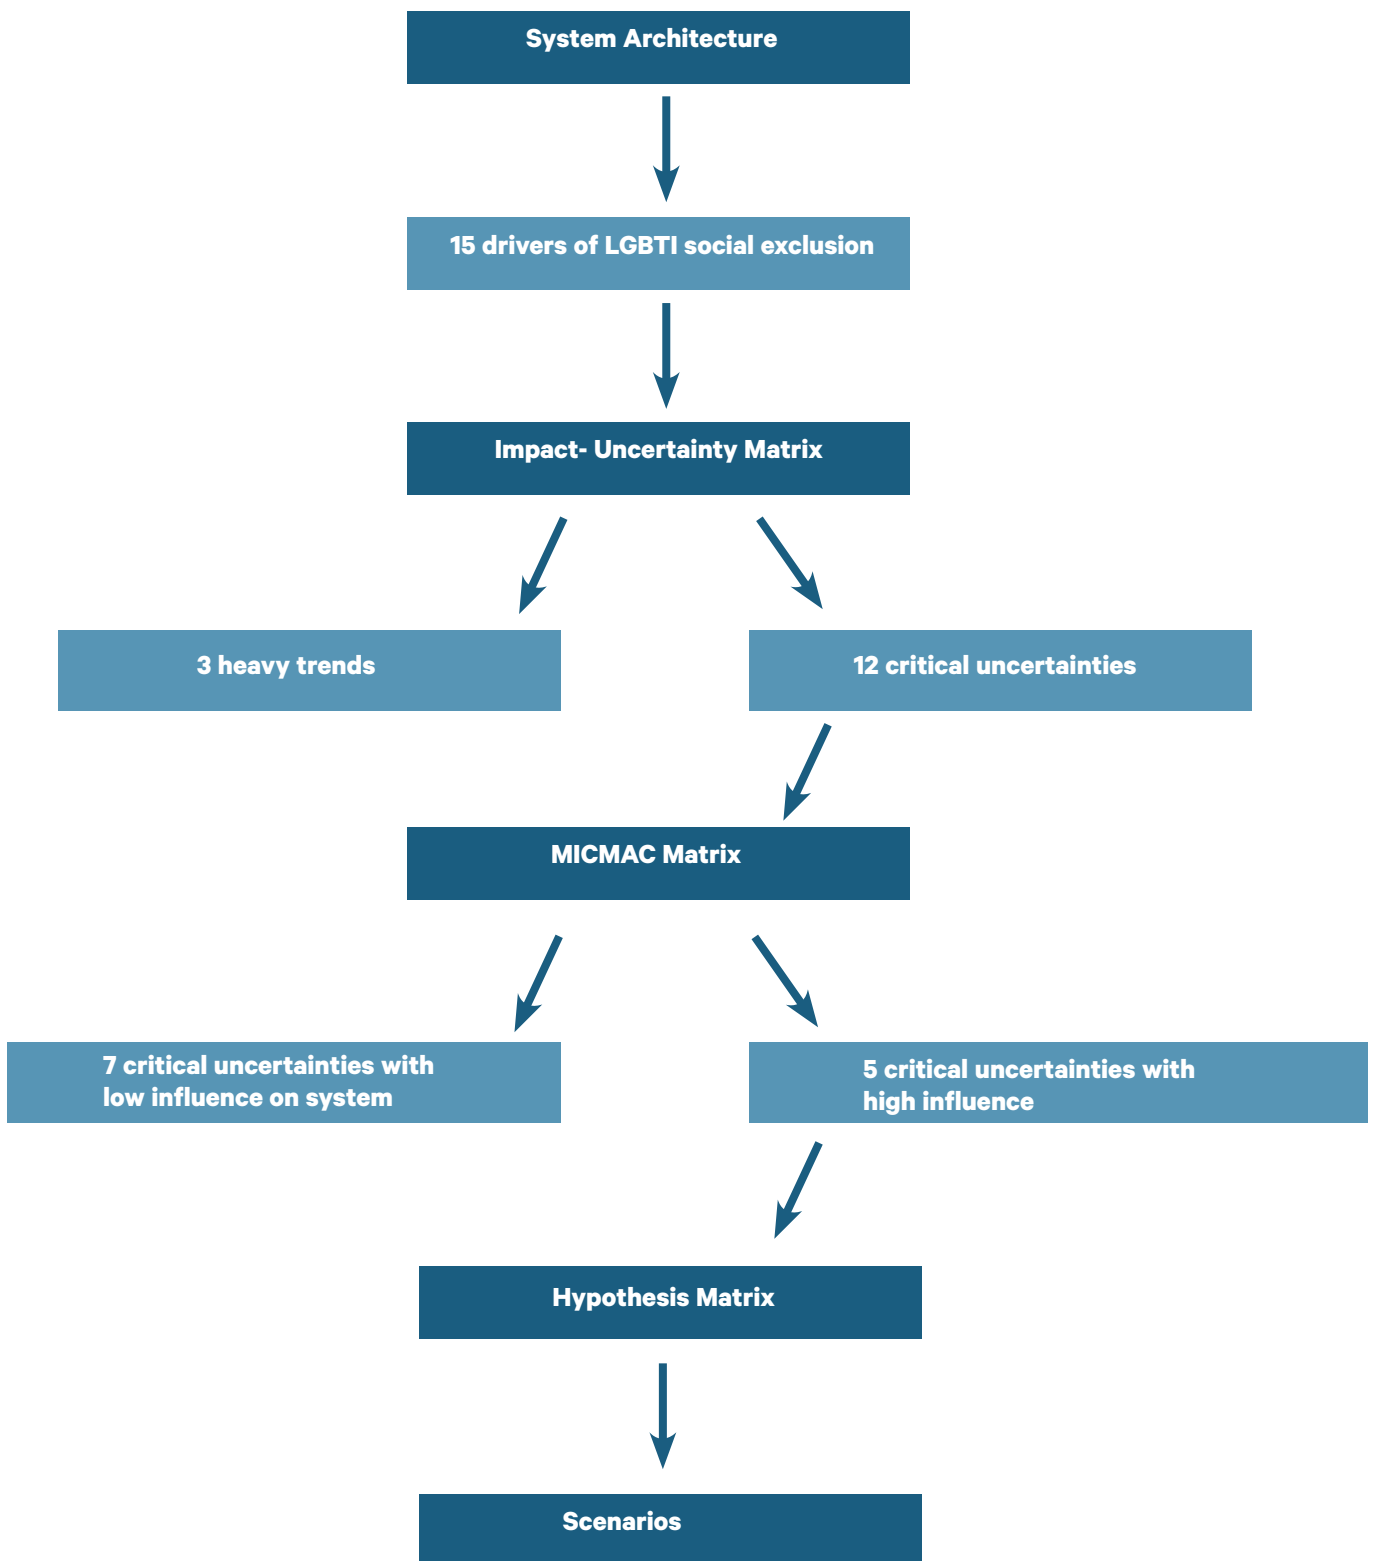 System Architecture
15 drivers of LGBTI social exclusion
Impact- Uncertainty Matrix
3 heavy trends
12 critical uncertainties
MICMAC Matrix
7 critical uncertainties with
low influence on system
5 critical uncertainties with
high influence
Hypothesis Matrix
Scenarios